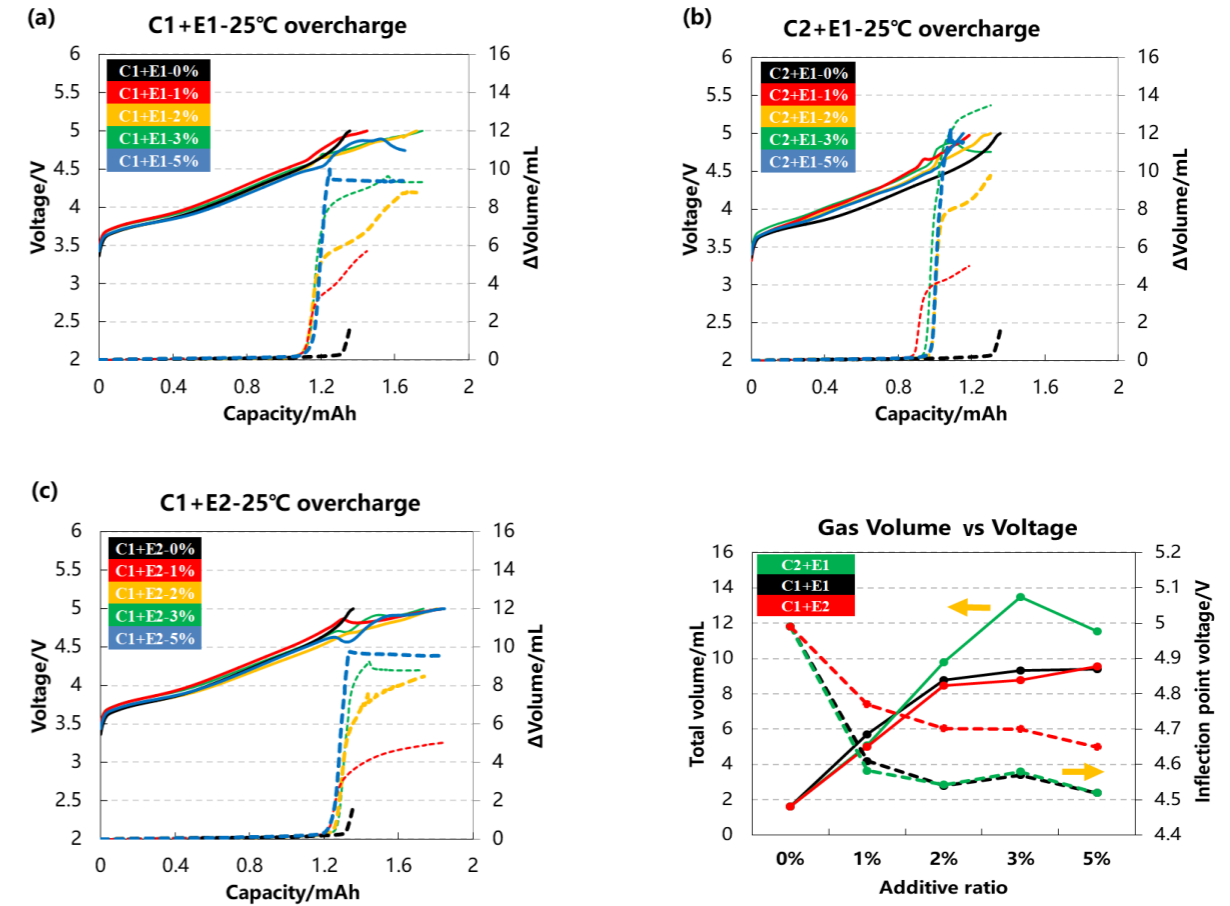 (a)
C1+E1-25℃ overcharge
6
5.5
5
4.5
4
3.5
3
2.5
2
Voltage/V
C1+E1-0%
C1+E1-1%
C1+E1-2%
C1+E1-3%
C1+E1-5%
16
14
12
10
8
6
4
2
0
ΔVolume/mL
0 0.4 0.8 1.2 1.6 2
Capacity/mAh
(b)
C2+E1-25℃ overcharge
6
5.5
5
4.5
4
3.5
3
2.5
2
Voltage/V
C2+E1-0%
C2+E1-1%
C2+E1-2%
C2+E1-3%
C2+E1-5%
16
14
12
10
8
6
4
2
0
ΔVolume/mL
0 0.4 0.8 1.2 1.6 2
Capacity/mAh
(c)
C1+E2-25℃ overcharge
6
5.5
5
4.5
4
3.5
3
2.5
2
Voltage/V
C1+E2-0%
C1+E2-1%
C1+E2-2%
C1+E2-3%
C1+E2-5%
16
14
12
10
8
6
4
2
0
ΔVolume/mL
0 0.4 0.8 1.2 1.6 2
Capacity/mAh
Gas Volume vs Voltage
16
14
12
10
8
6
4
2
0
Total volume/mL
C2+E1
C1+E1
C1+E2
5.2
5.1
5
4.9
4.8
4.7
4.6
4.5
4.4
Inflection point voltage/V
0% 1% 2% 3% 5%
Additive ratio